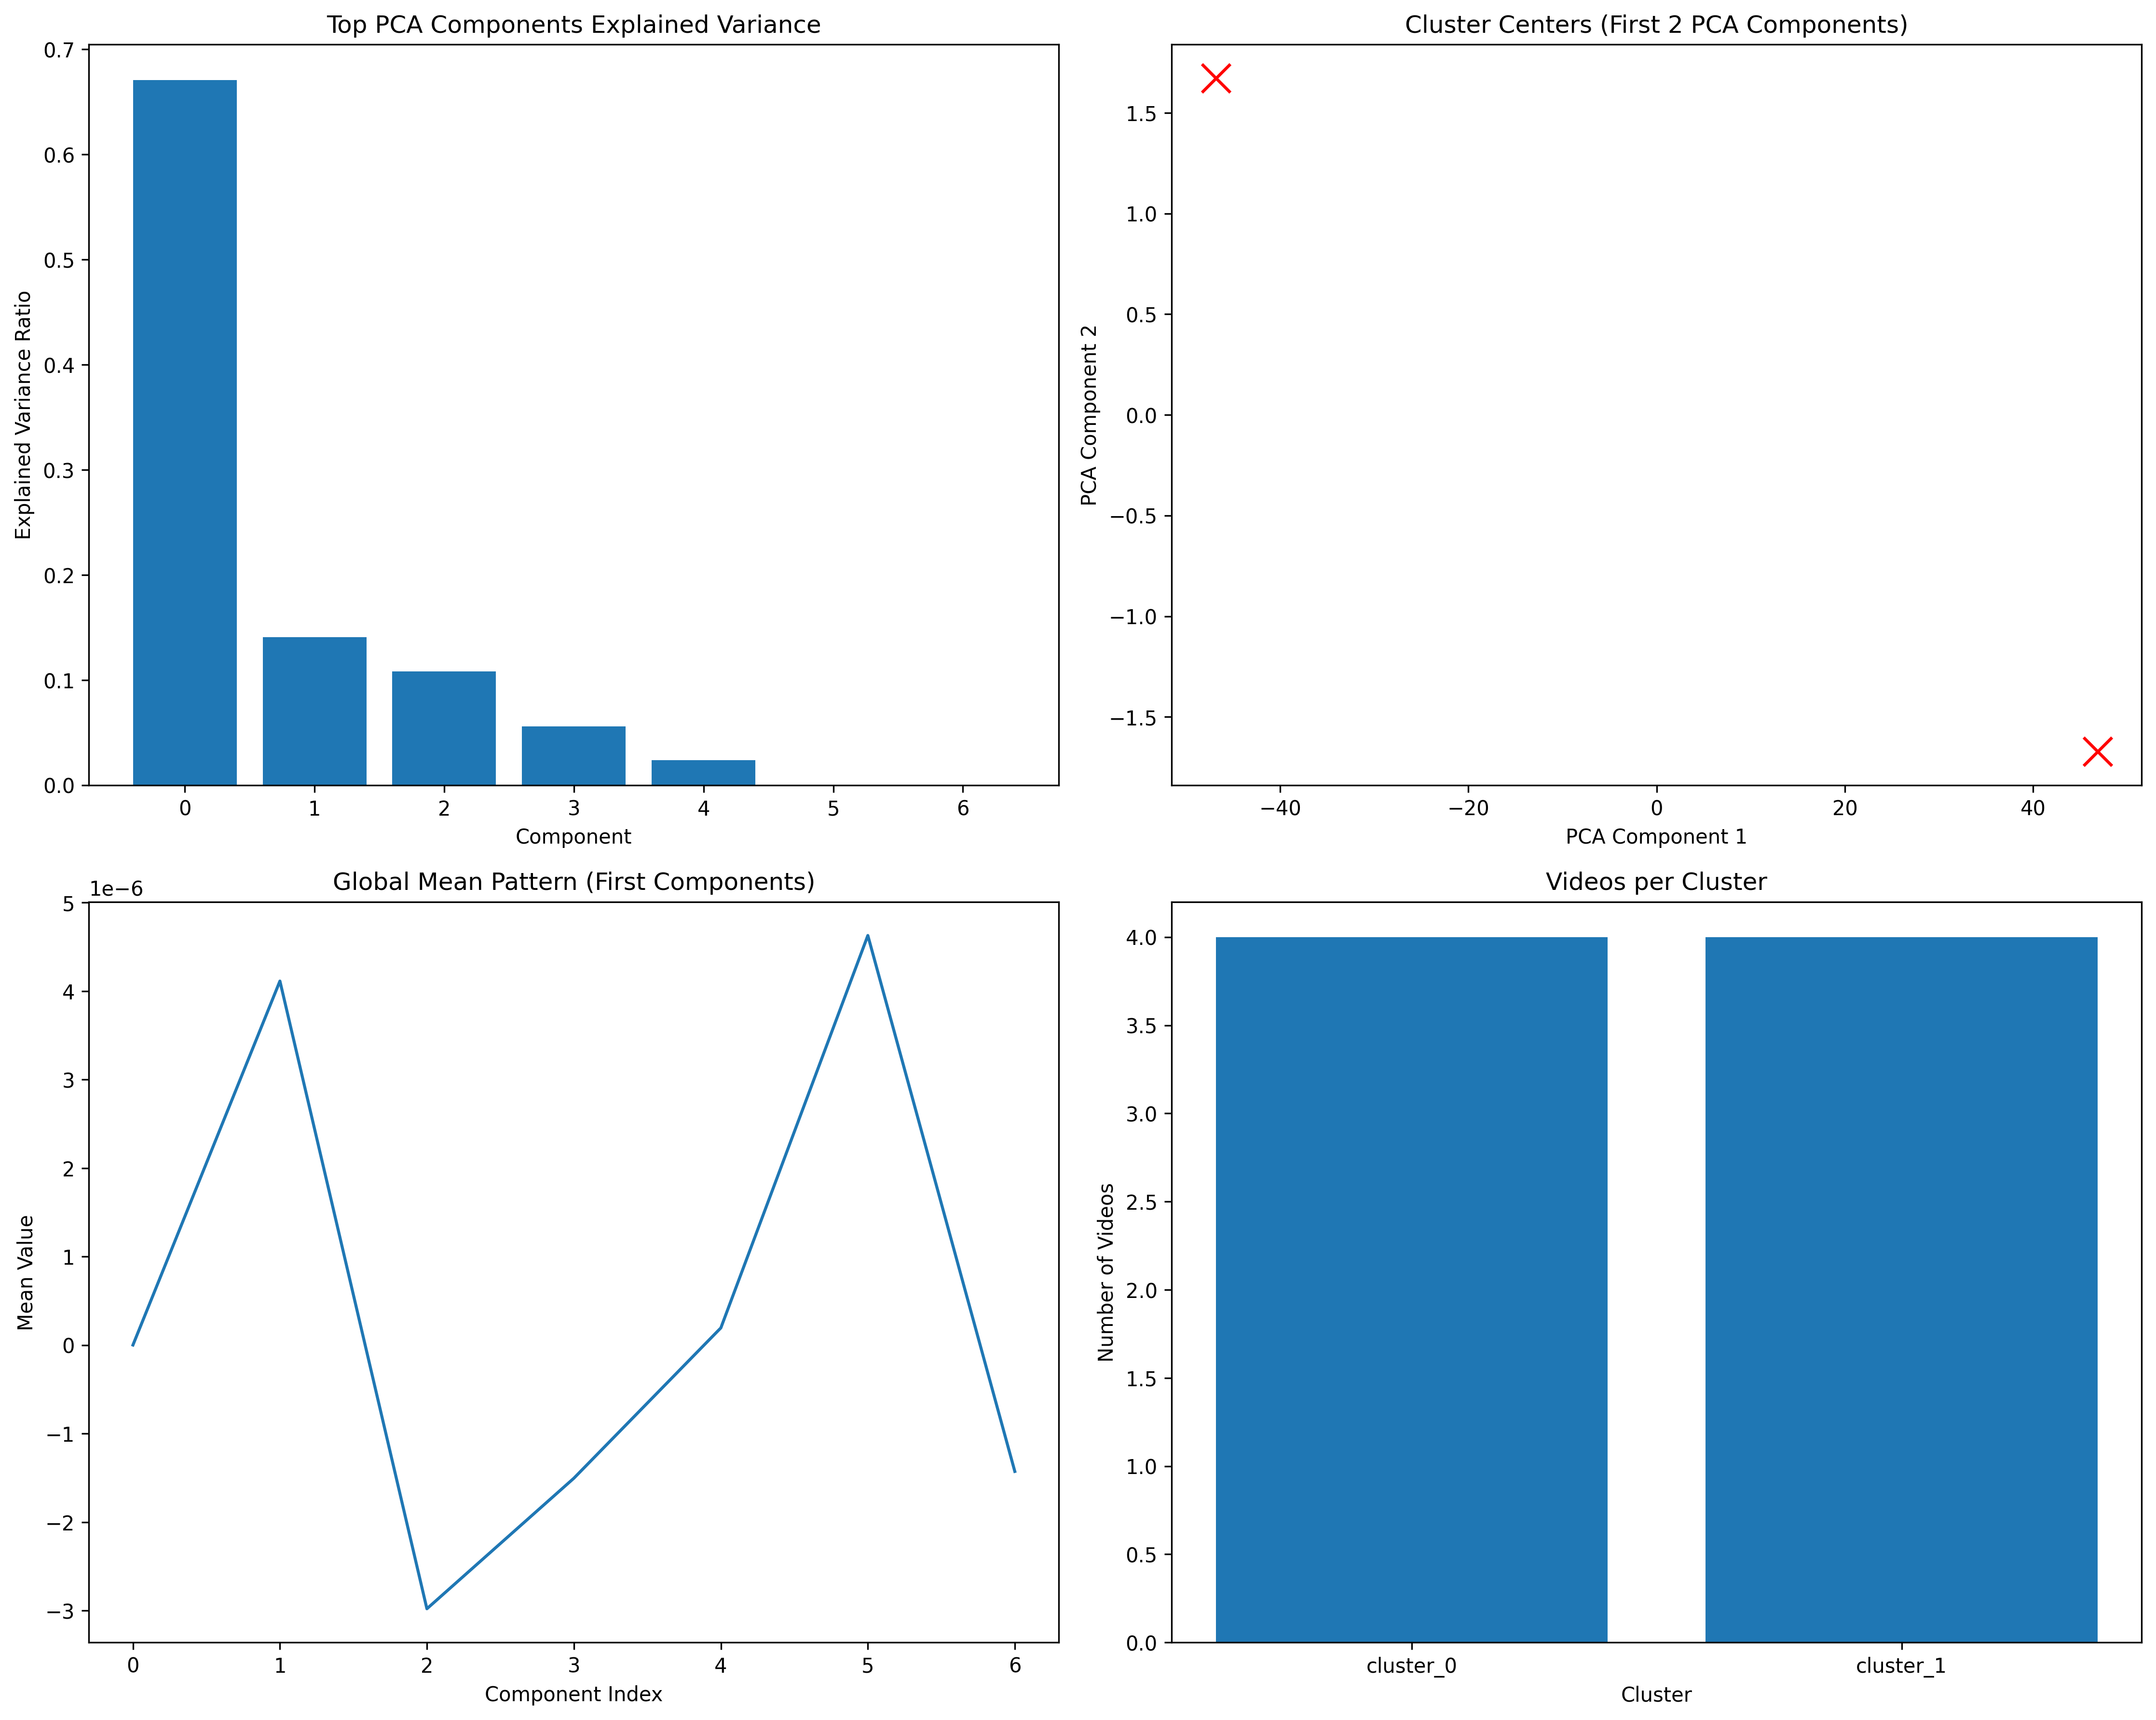 Top PCA Components Explained Variance
0.7
0.6
0.5
0.4
0.3
0.2
0.1
0.0
Explained Variance Ratio
0 1 2 3 4 5 6
Component
Cluster Centers (First 2 PCA Components)
1.5
1.0
0.5
0.0
−0.5
−1.0
−1.5
PCA Component 2
−40 −20 0 20 40
PCA Component 1
Global Mean Pattern (First Components)
1e−6
5
4
3
2
1
0
−1
−2
−3
Mean Value
0 1 2 3 4 5 6
Component Index
Videos per Cluster
4.0
3.5
3.0
2.5
2.0
1.5
1.0
0.5
0.0
Number of Videos
cluster_0 cluster_1
Cluster